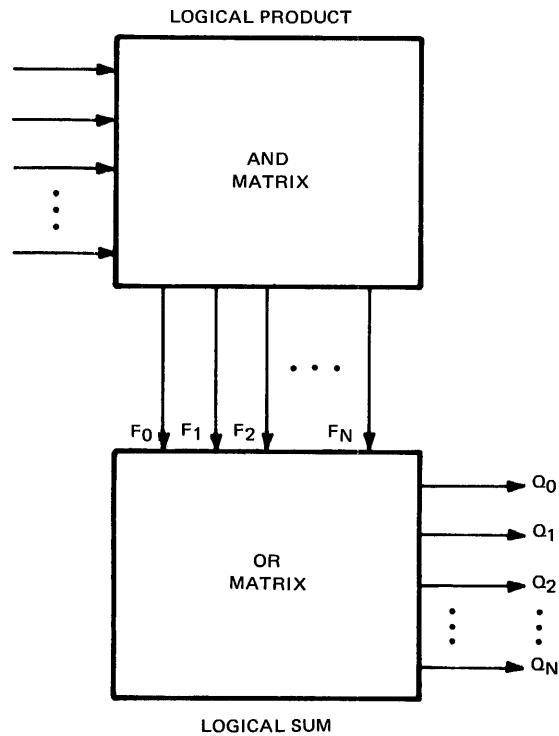 LOGICAL PRODUCT
AND
MATRIX
F0 F1 F2 FN
OR
MATRIX
Q0
Q1
Q2
QN
LOGICAL SUM